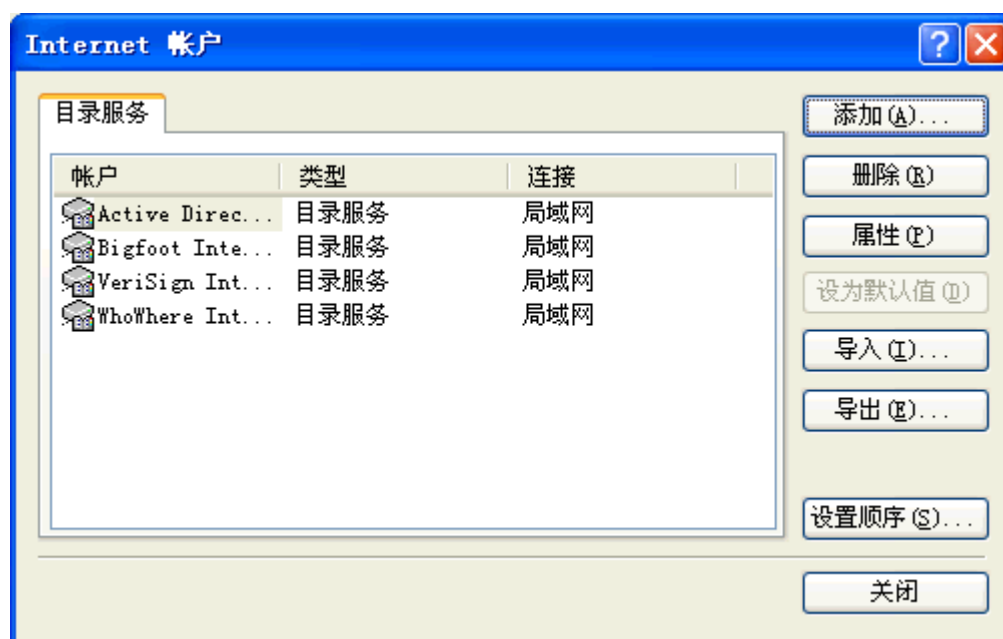 Internet 帐户
目录服务
帐户 类型 连接
Active Direc... 目录服务 局域网
Bigfoot Inte... 目录服务 局域网
VeriSign Int... 目录服务 局域网
WhoWhere Int... 目录服务 局域网
添加(A)...
删除(R)
属性(P)
设为默认值(D)
导入(I)...
导出(E)...
设置顺序(S)...
关闭